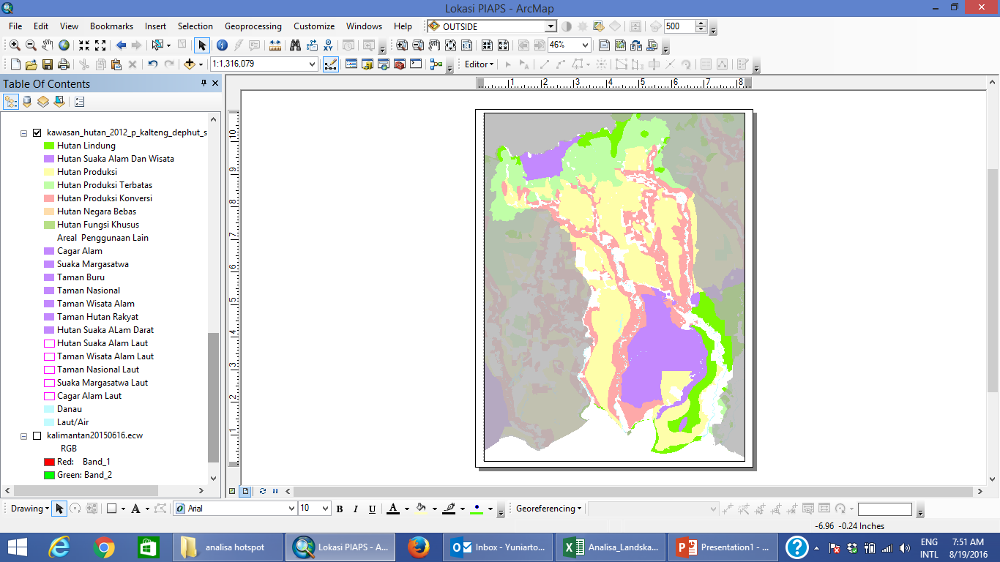 Lokasi PIAPS - ArcMap
File Edit View Bookmarks Insert Selection Geoprocessing Customize Windows Help OUTSIDE 500
46%
1:1,316,079 Editor
Table Of Contents
kawasan_hutan_2012_p_kalteng_dephut_s
Hutan Lindung
Hutan Suaka Alam Dan Wisata
Hutan Produksi
Hutan Produksi Terbatas
Hutan Produksi Konversi
Hutan Negara Bebas
Hutan Fungsi Khusus
Areal Penggunaan Lain
Cagar Alam
Suaka Margasatwa
Taman Buru
Taman Nasional
Taman Wisata Alam
Taman Hutan Rakyat
Hutan Suaka ALam Darat
Hutan Suaka Alam Laut
Taman Wisata Alam Laut
Taman Nasional Laut
Suaka Margasatwa Laut
Cagar Alam Laut
Danau
Laut/Air
kalimantan20150616.ecw
RGB
Red: Band_1
Green: Band_2
1 2 3 4 5 6 7 8
10
9
8
7
6
5
4
3
2
1
Drawing A Arial 10 B I U A Georeferencing
-6.96 -0.24 Inches
analisa hotspot Lokasi PIAPS - A... Inbox - Yuniarto... Analisa_Landska... Presentation1 - ...
ENG 7:51 AM
INTL 8/19/2016